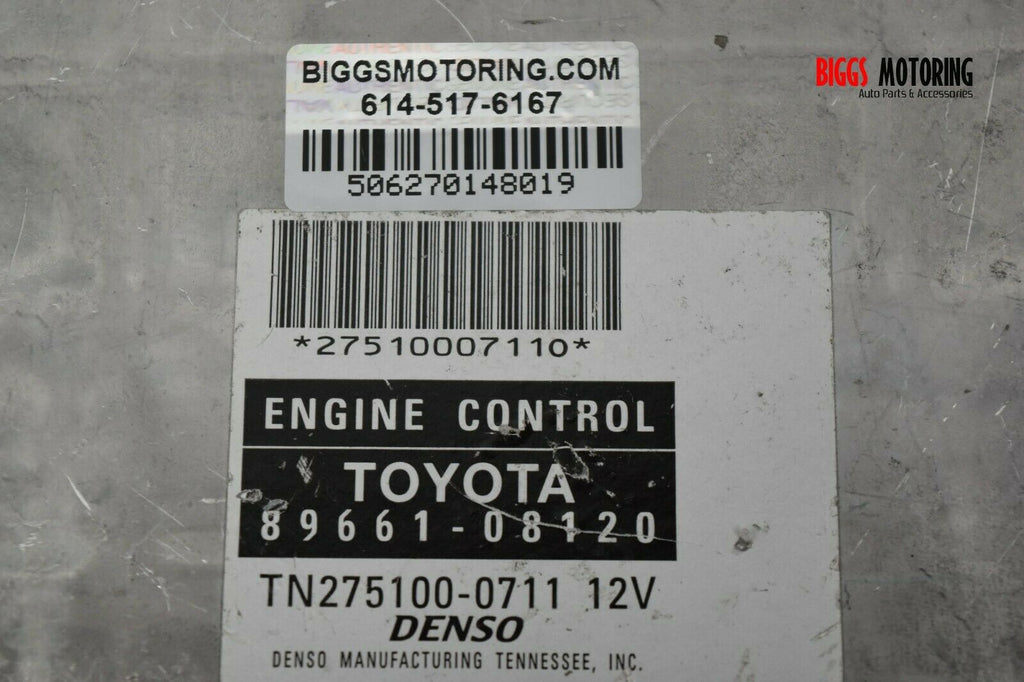 BIGGSMOTORING.COM
614-517-6167
506270148019
BIGGS MOTORING
Auto Parts & Accessories
*27510007110*
ENGINE CONTROL
TOYOTA
89661-08120
TN275100-0711 12V
DENSO
DENSO MANUFACTURING TENNESSEE, INC.